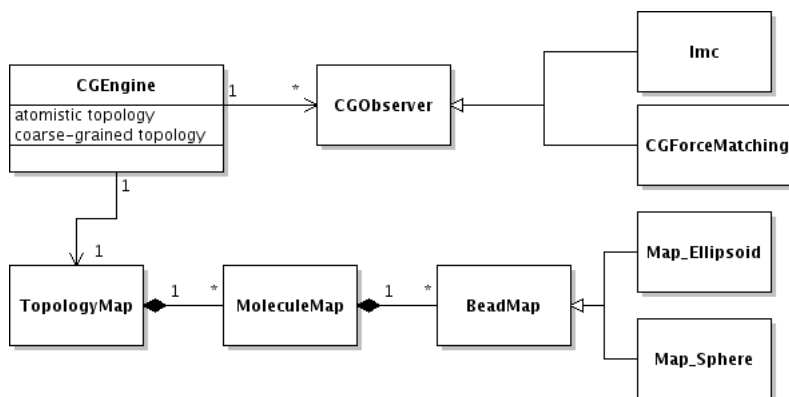 Imc
CGEngine
atomistic topology
coarse-grained topology
1
*
CGObserver
CGForceMatching
1
1
TopologyMap
1
*
MoleculeMap
1
*
BeadMap
Map_Ellipsoid
Map_Sphere